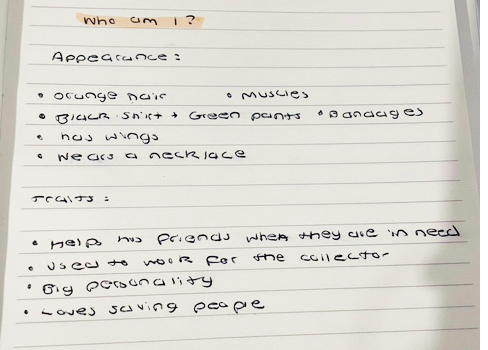 Who am I?
Appearance:
• Orange hair • Muscles
• Black shirt + Green pants • Bandages
• has wings
• Wears a necklace
Traits:
• Helps his friends when they are in need
• Used to work for the collector
• Big personality
• Loves saving people